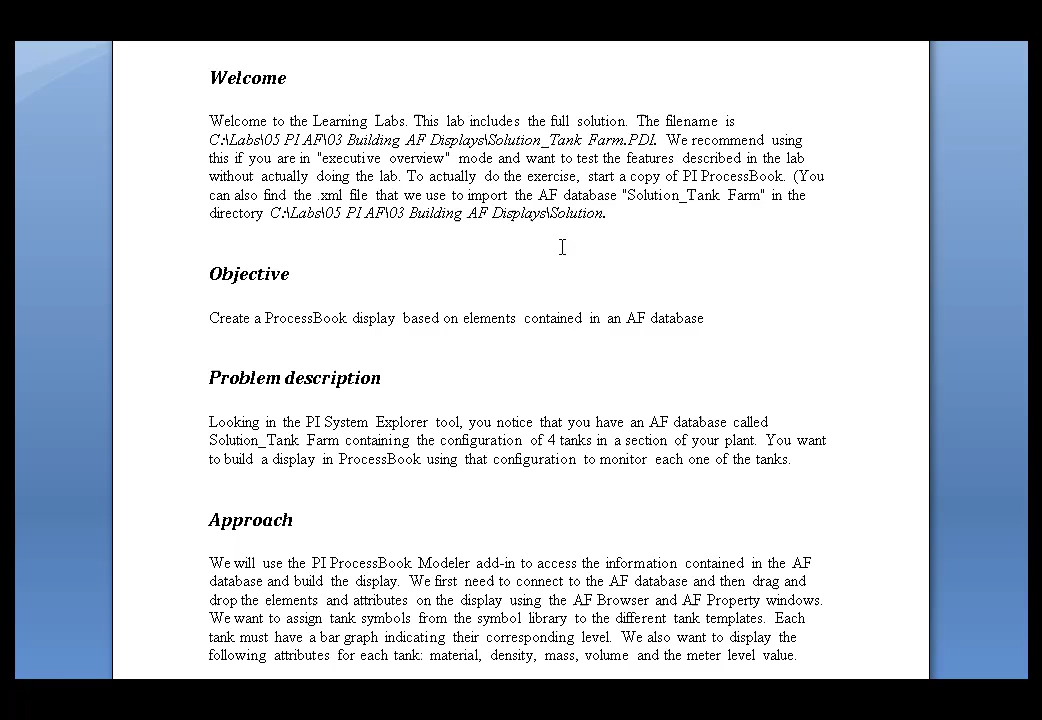 Welcome
Welcome to the Learning Labs. This lab includes the full solution. The filename is
C:\Labs\05 PI AF\03 Building AF Displays\Solution_Tank Farm.PDI. We recommend using
this if you are in "executive overview" mode and want to test the features described in the lab
without actually doing the lab. To actually do the exercise, start a copy of PI ProcessBook. (You
can also find the .xml file that we use to import the AF database "Solution_Tank Farm" in the
directory C:\Labs\05 PI AF\03 Building AF Displays\Solution.
Objective
Create a ProcessBook display based on elements contained in an AF database
Problem description
Looking in the PI System Explorer tool, you notice that you have an AF database called
Solution_Tank Farm containing the configuration of 4 tanks in a section of your plant. You want
to build a display in ProcessBook using that configuration to monitor each one of the tanks.
Approach
We will use the PI ProcessBook Modeler add-in to access the information contained in the AF
database and build the display. We first need to connect to the AF database and then drag and
drop the elements and attributes on the display using the AF Browser and AF Property windows.
We want to assign tank symbols from the symbol library to the different tank templates. Each
tank must have a bar graph indicating their corresponding level. We also want to display the
following attributes for each tank: material, density, mass, volume and the meter level value.